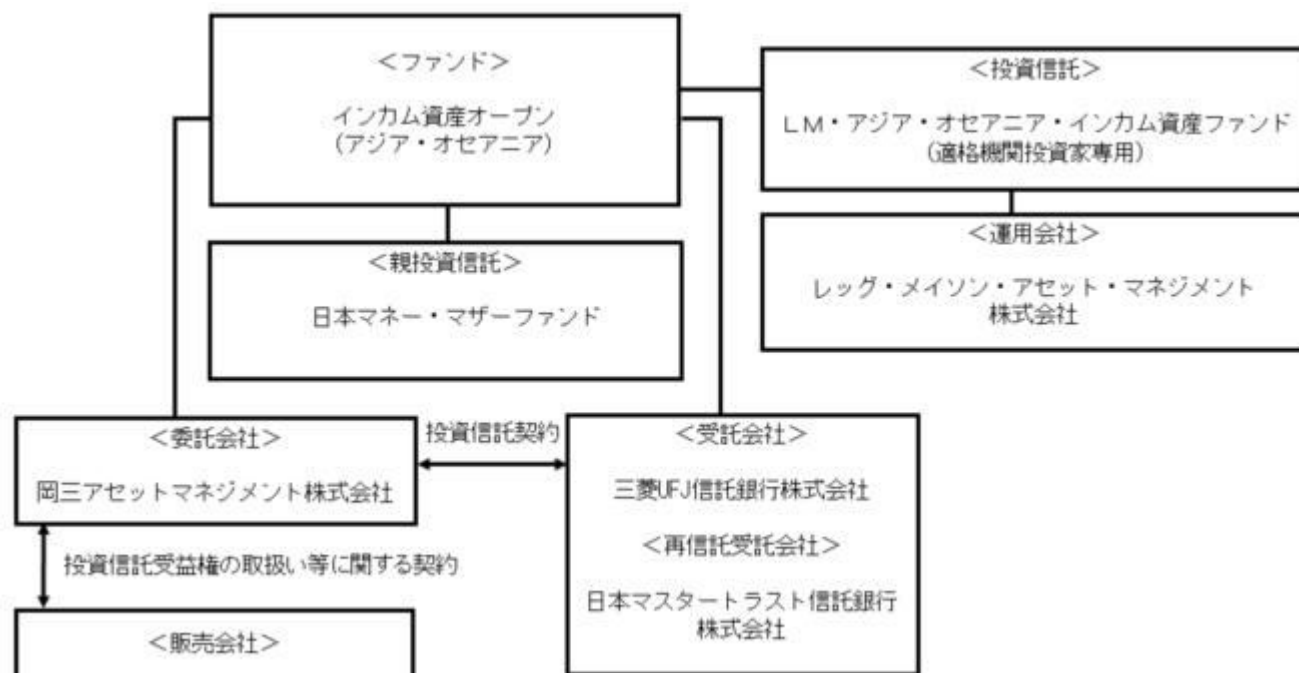 ＜ファンド＞
インカム資産オープン
(アジア・オセアニア)
＜投資信託＞
ＬＭ・アジア・オセアニア・インカム資産ファンド
(適格機関投資家専用)
＜運用会社＞
レッグ・メイソン・アセット・マネジメント
株式会社
＜親投資信託＞
日本マネー・マザーファンド
＜委託会社＞
岡三アセットマネジメント株式会社
投資信託契約
＜受託会社＞
三菱UFJ信託銀行株式会社
＜再信託受託会社＞
日本マスタートラスト信託銀行
株式会社
投資信託受益権の取扱い等に関する契約
＜販売会社＞